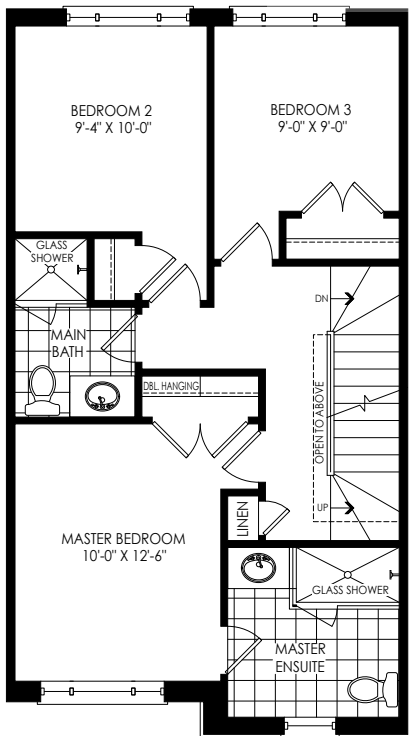 BEDROOM 2
9'-4" X 10'-0"
BEDROOM 3
9'-0" X 9'-0"
GLASS
SHOWER
DN
MAIN
BATH
DBL. HANGING
OPEN TO ABOVE
UP
LINEN
MASTER BEDROOM
10'-0" X 12'-6"
GLASS SHOWER
MASTER
ENSUITE